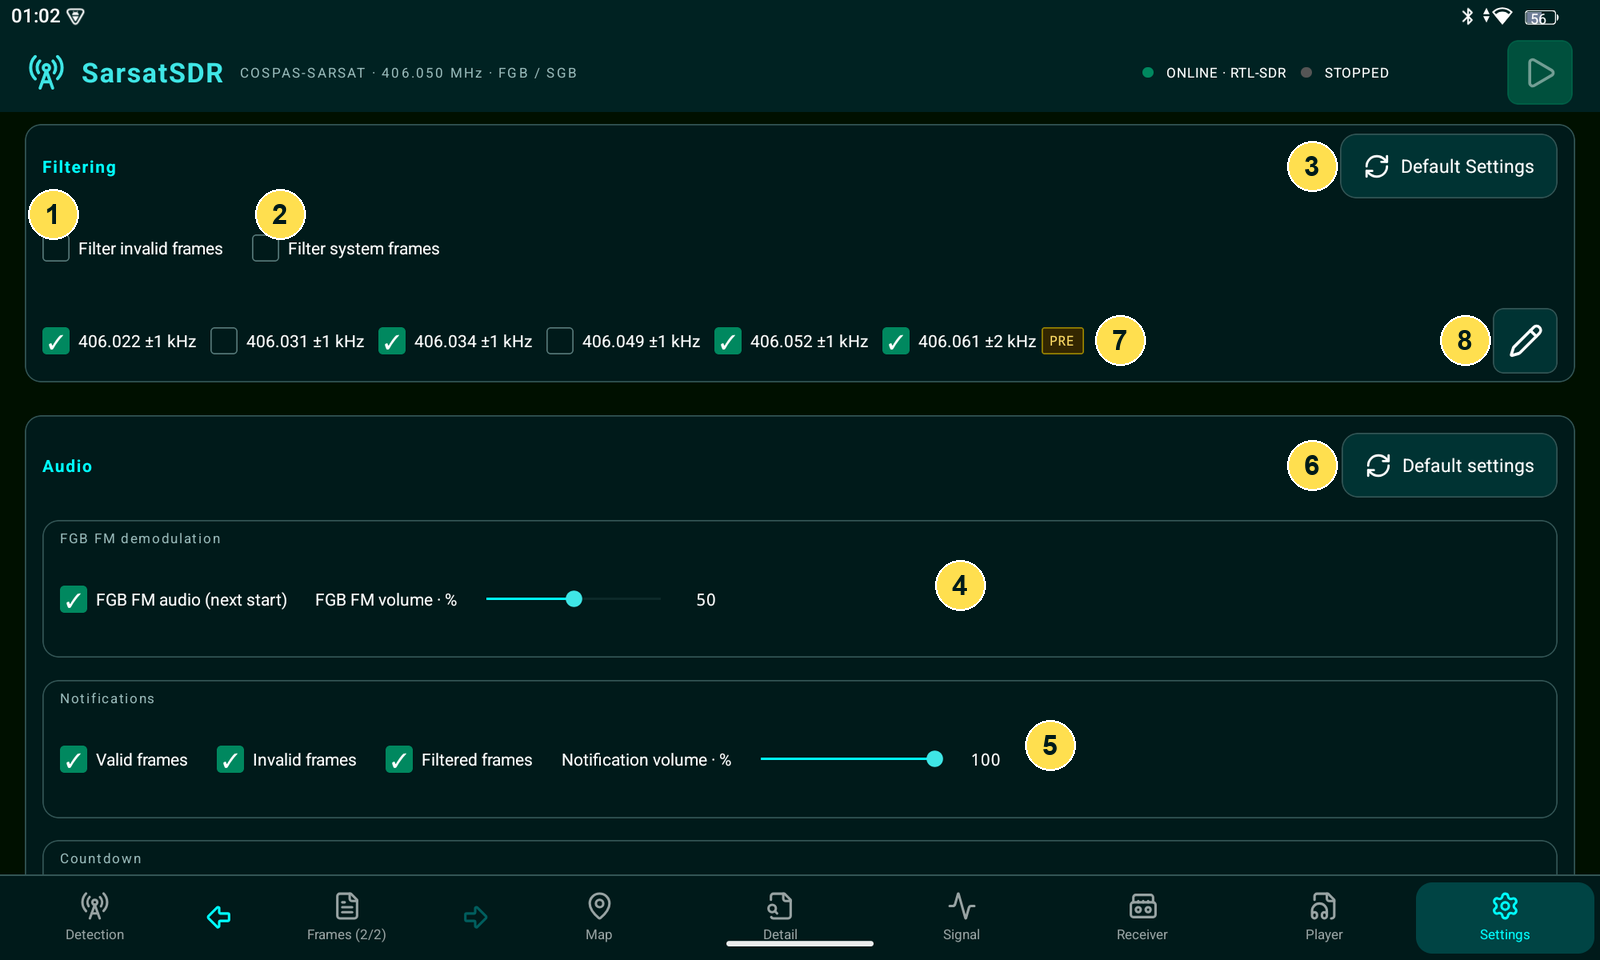 01:02
56
SarsatSDR COSPAS-SARSAT · 406.050 MHz · FGB / SGB
ONLINE · RTL-SDR STOPPED
Filtering
3 Default Settings
1 2
Filter invalid frames Filter system frames
406.022 ±1 kHz 406.031 ±1 kHz 406.034 ±1 kHz 406.049 ±1 kHz 406.052 ±1 kHz 406.061 ±2 kHz PRE 7 8
Audio
6 Default settings
FGB FM demodulation
FGB FM audio (next start) FGB FM volume · % 50 4
Notifications
Valid frames Invalid frames Filtered frames Notification volume · % 100 5
Countdown
Detection Frames (2/2) Map Detail Signal Receiver Player Settings